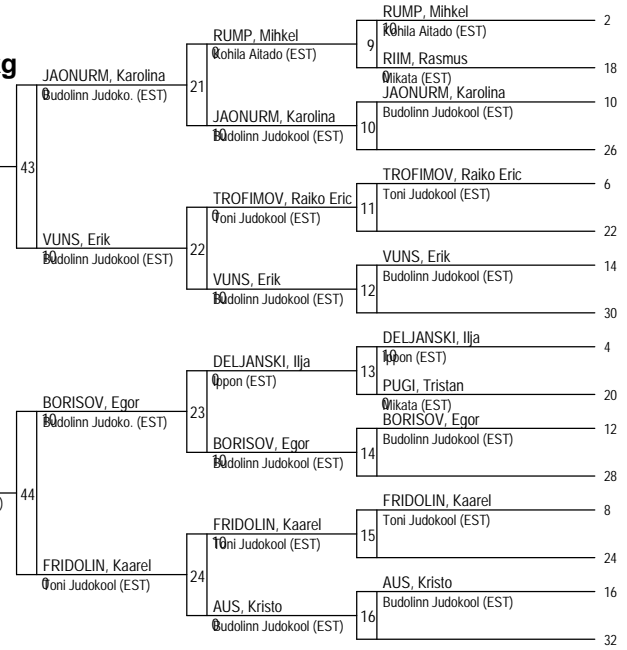 RUMP, Mihkel
10
Kohila Aitado (EST)
2
9
RUMP, Mihkel
0
Kohila Aitado (EST)
RIIM, Rasmus
0
Mikata (EST)
18
kg
JAONURM, Karolina
0
Budolinn Judoko. (EST)
21
JAONURM, Karolina
Budolinn Judokool (EST)
10
JAONURM, Karolina
10
Budolinn Judokool (EST)
10
26
43
TROFIMOV, Raiko Eric
Toni Judokool (EST)
6
TROFIMOV, Raiko Eric
0
Toni Judokool (EST)
11
22
VUNS, Erik
10
Budolinn Judokool (EST)
22
VUNS, Erik
Budolinn Judokool (EST)
14
VUNS, Erik
10
Budolinn Judokool (EST)
12
30
DELJANSKI, Ilja
10
Ippon (EST)
4
DELJANSKI, Ilja
0
Ippon (EST)
13
PUGI, Tristan
0
Mikata (EST)
20
BORISOV, Egor
10
Budolinn Judoko. (EST)
23
BORISOV, Egor
Budolinn Judokool (EST)
12
BORISOV, Egor
10
Budolinn Judokool (EST)
14
28
44
)
FRIDOLIN, Kaarel
Toni Judokool (EST)
8
FRIDOLIN, Kaarel
10
Toni Judokool (EST)
15
24
FRIDOLIN, Kaarel
0
Toni Judokool (EST)
24
AUS, Kristo
Budolinn Judokool (EST)
16
AUS, Kristo
0
Budolinn Judokool (EST)
16
32